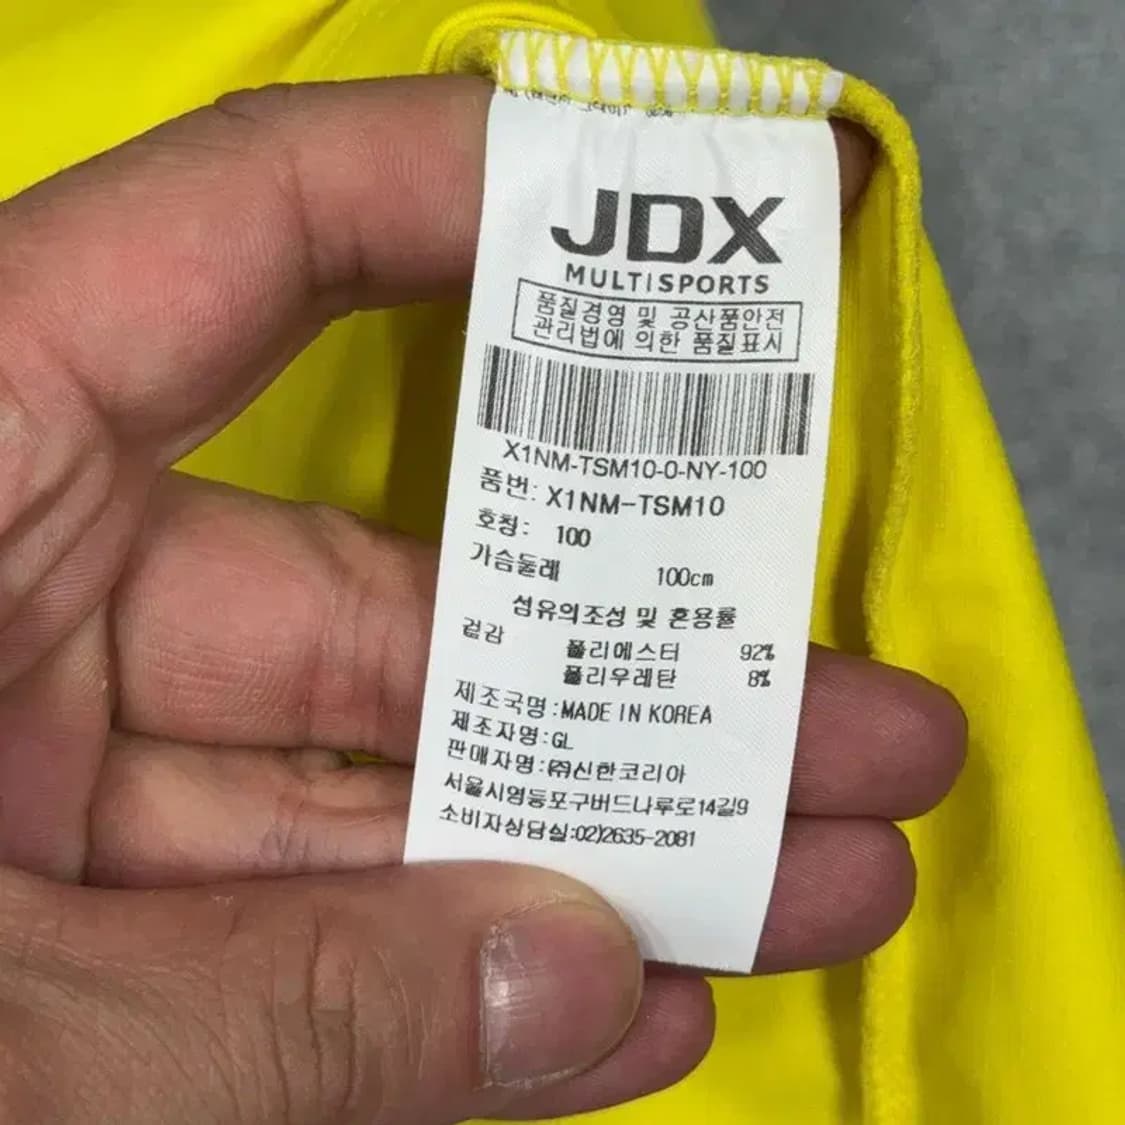 JDX
MULTISPORTS
품질경영 및 공산품안전
관리법에 의한 품질표시
X1NM-TSM10-0-NY-100
품번: X1NM-TSM10
호칭: 100
가슴둘레 100cm
섬유의조성 및 혼용률
겉감 폴리에스터 92%
폴리우레탄 8%
제조국명:MADE IN KOREA
제조자명:GL
판매자명:㈜신한코리아
서울시영등포구버드나루로14길9
소비자상담실:02)2635-2081